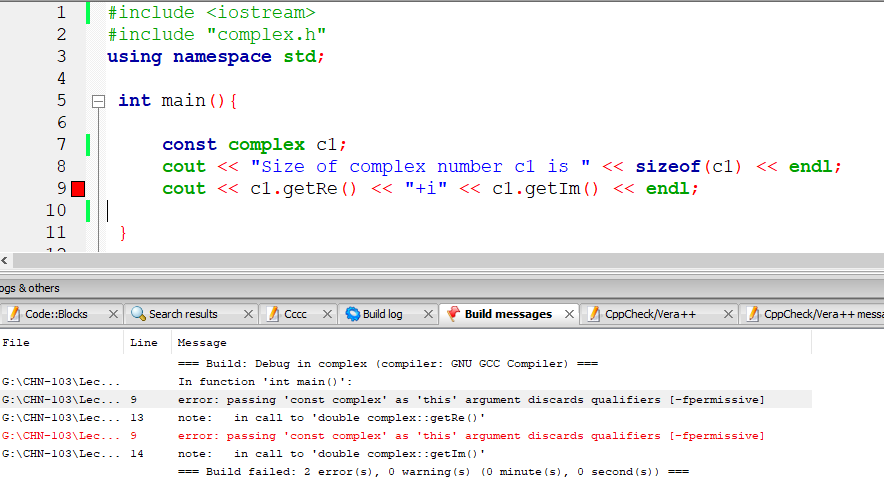 1 #include <iostream>
2 #include "complex.h"
3 using namespace std;
4
5 int main(){
6
7 const complex c1;
8 cout << "Size of complex number c1 is " << sizeof(c1) << endl;
9 cout << c1.getRe() << "+i" << c1.getIm() << endl;
10
11 }
ogs & others
Code::Blocks Search results Cccc Build log Build messages CppCheck/Vera++ CppCheck/Vera++ messa
File Line Message
=== Build: Debug in complex (compiler: GNU GCC Compiler) ===
G:\CHN-103\Lec... In function 'int main()':
G:\CHN-103\Lec... 9 error: passing 'const complex' as 'this' argument discards qualifiers [-fpermissive]
G:\CHN-103\Lec... 13 note: in call to 'double complex::getRe()'
G:\CHN-103\Lec... 9 error: passing 'const complex' as 'this' argument discards qualifiers [-fpermissive]
G:\CHN-103\Lec... 14 note: in call to 'double complex::getIm()'
=== Build failed: 2 error(s), 0 warning(s) (0 minute(s), 0 second(s)) ===